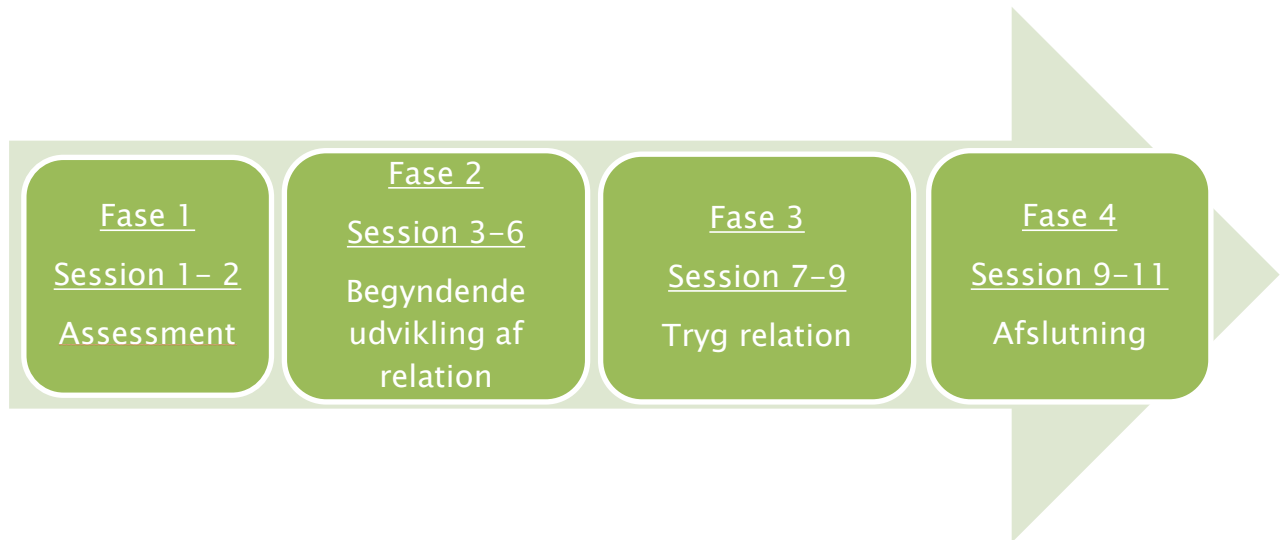 Fase 1
Session 1– 2
Assessment
Fase 2
Session 3–6
Begyndende
udvikling af
relation
Fase 3
Session 7–9
Tryg relation
Fase 4
Session 9–11
Afslutning